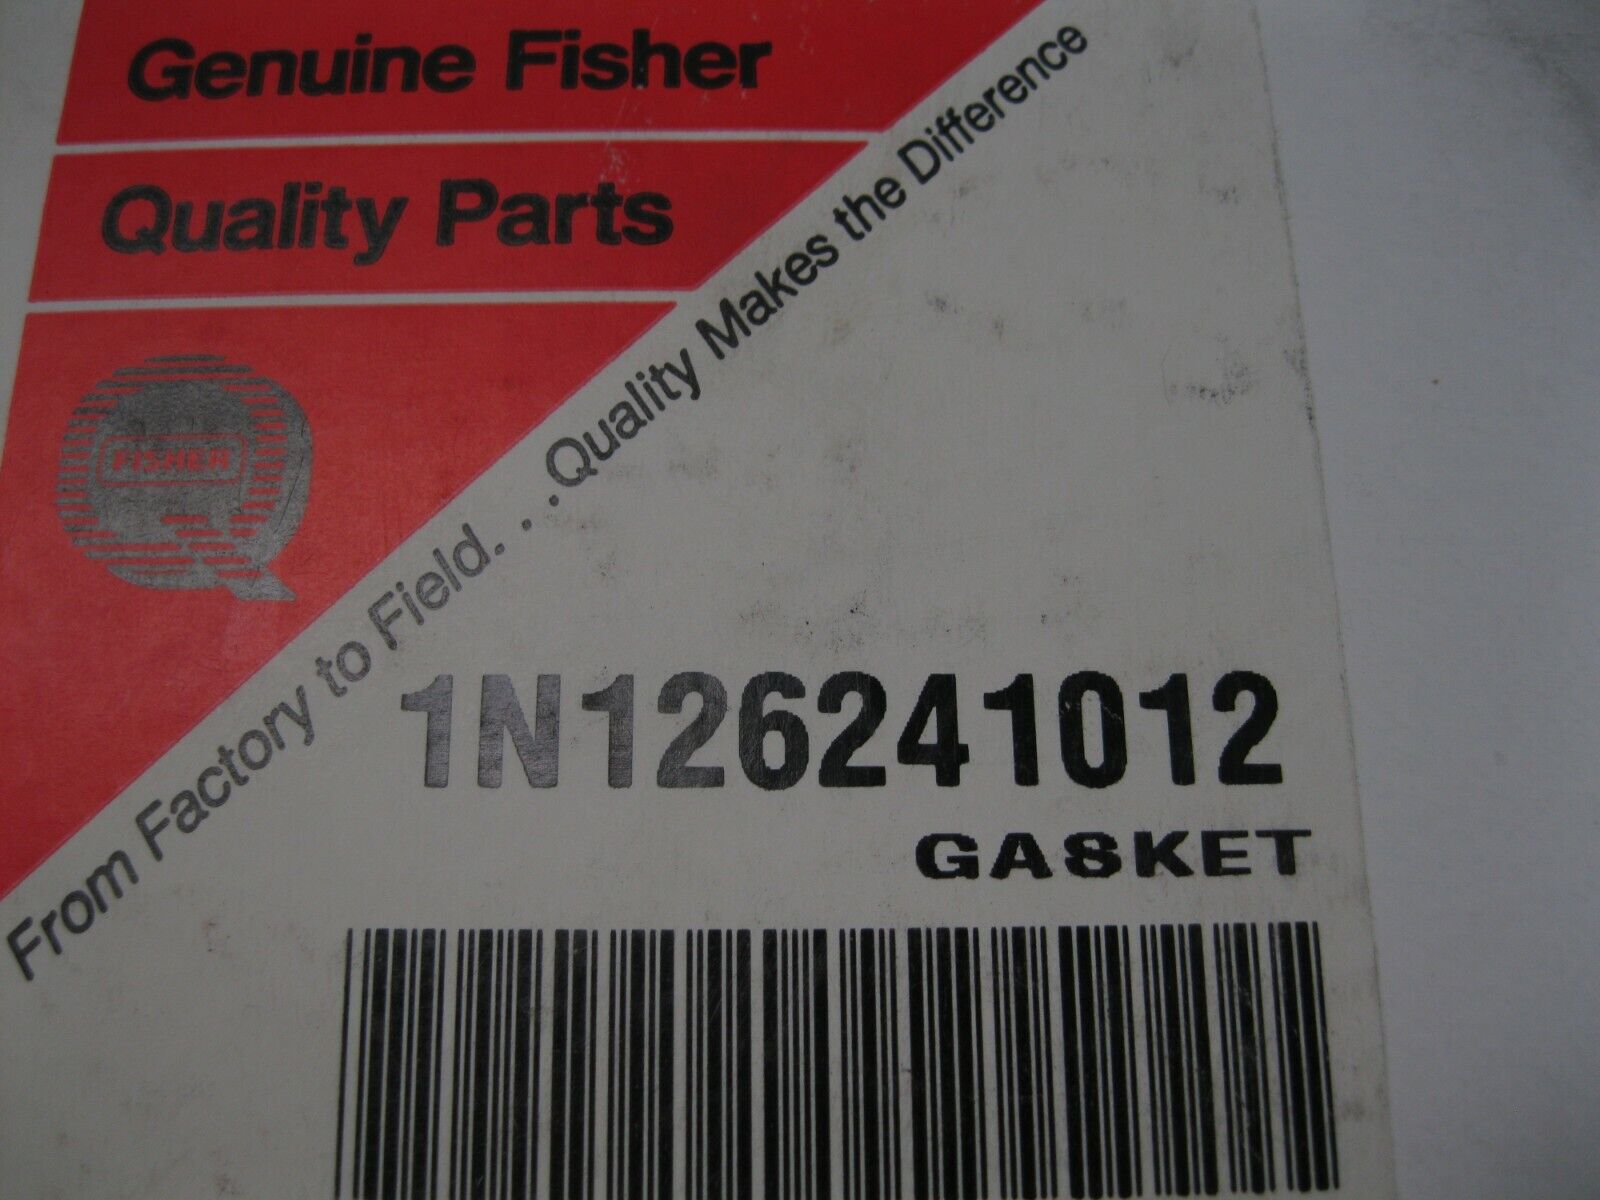 Genuine Fisher
Quality Parts
FISHER
From Factory to Field. . .Quality Makes the Difference
1N126241012
GASKET